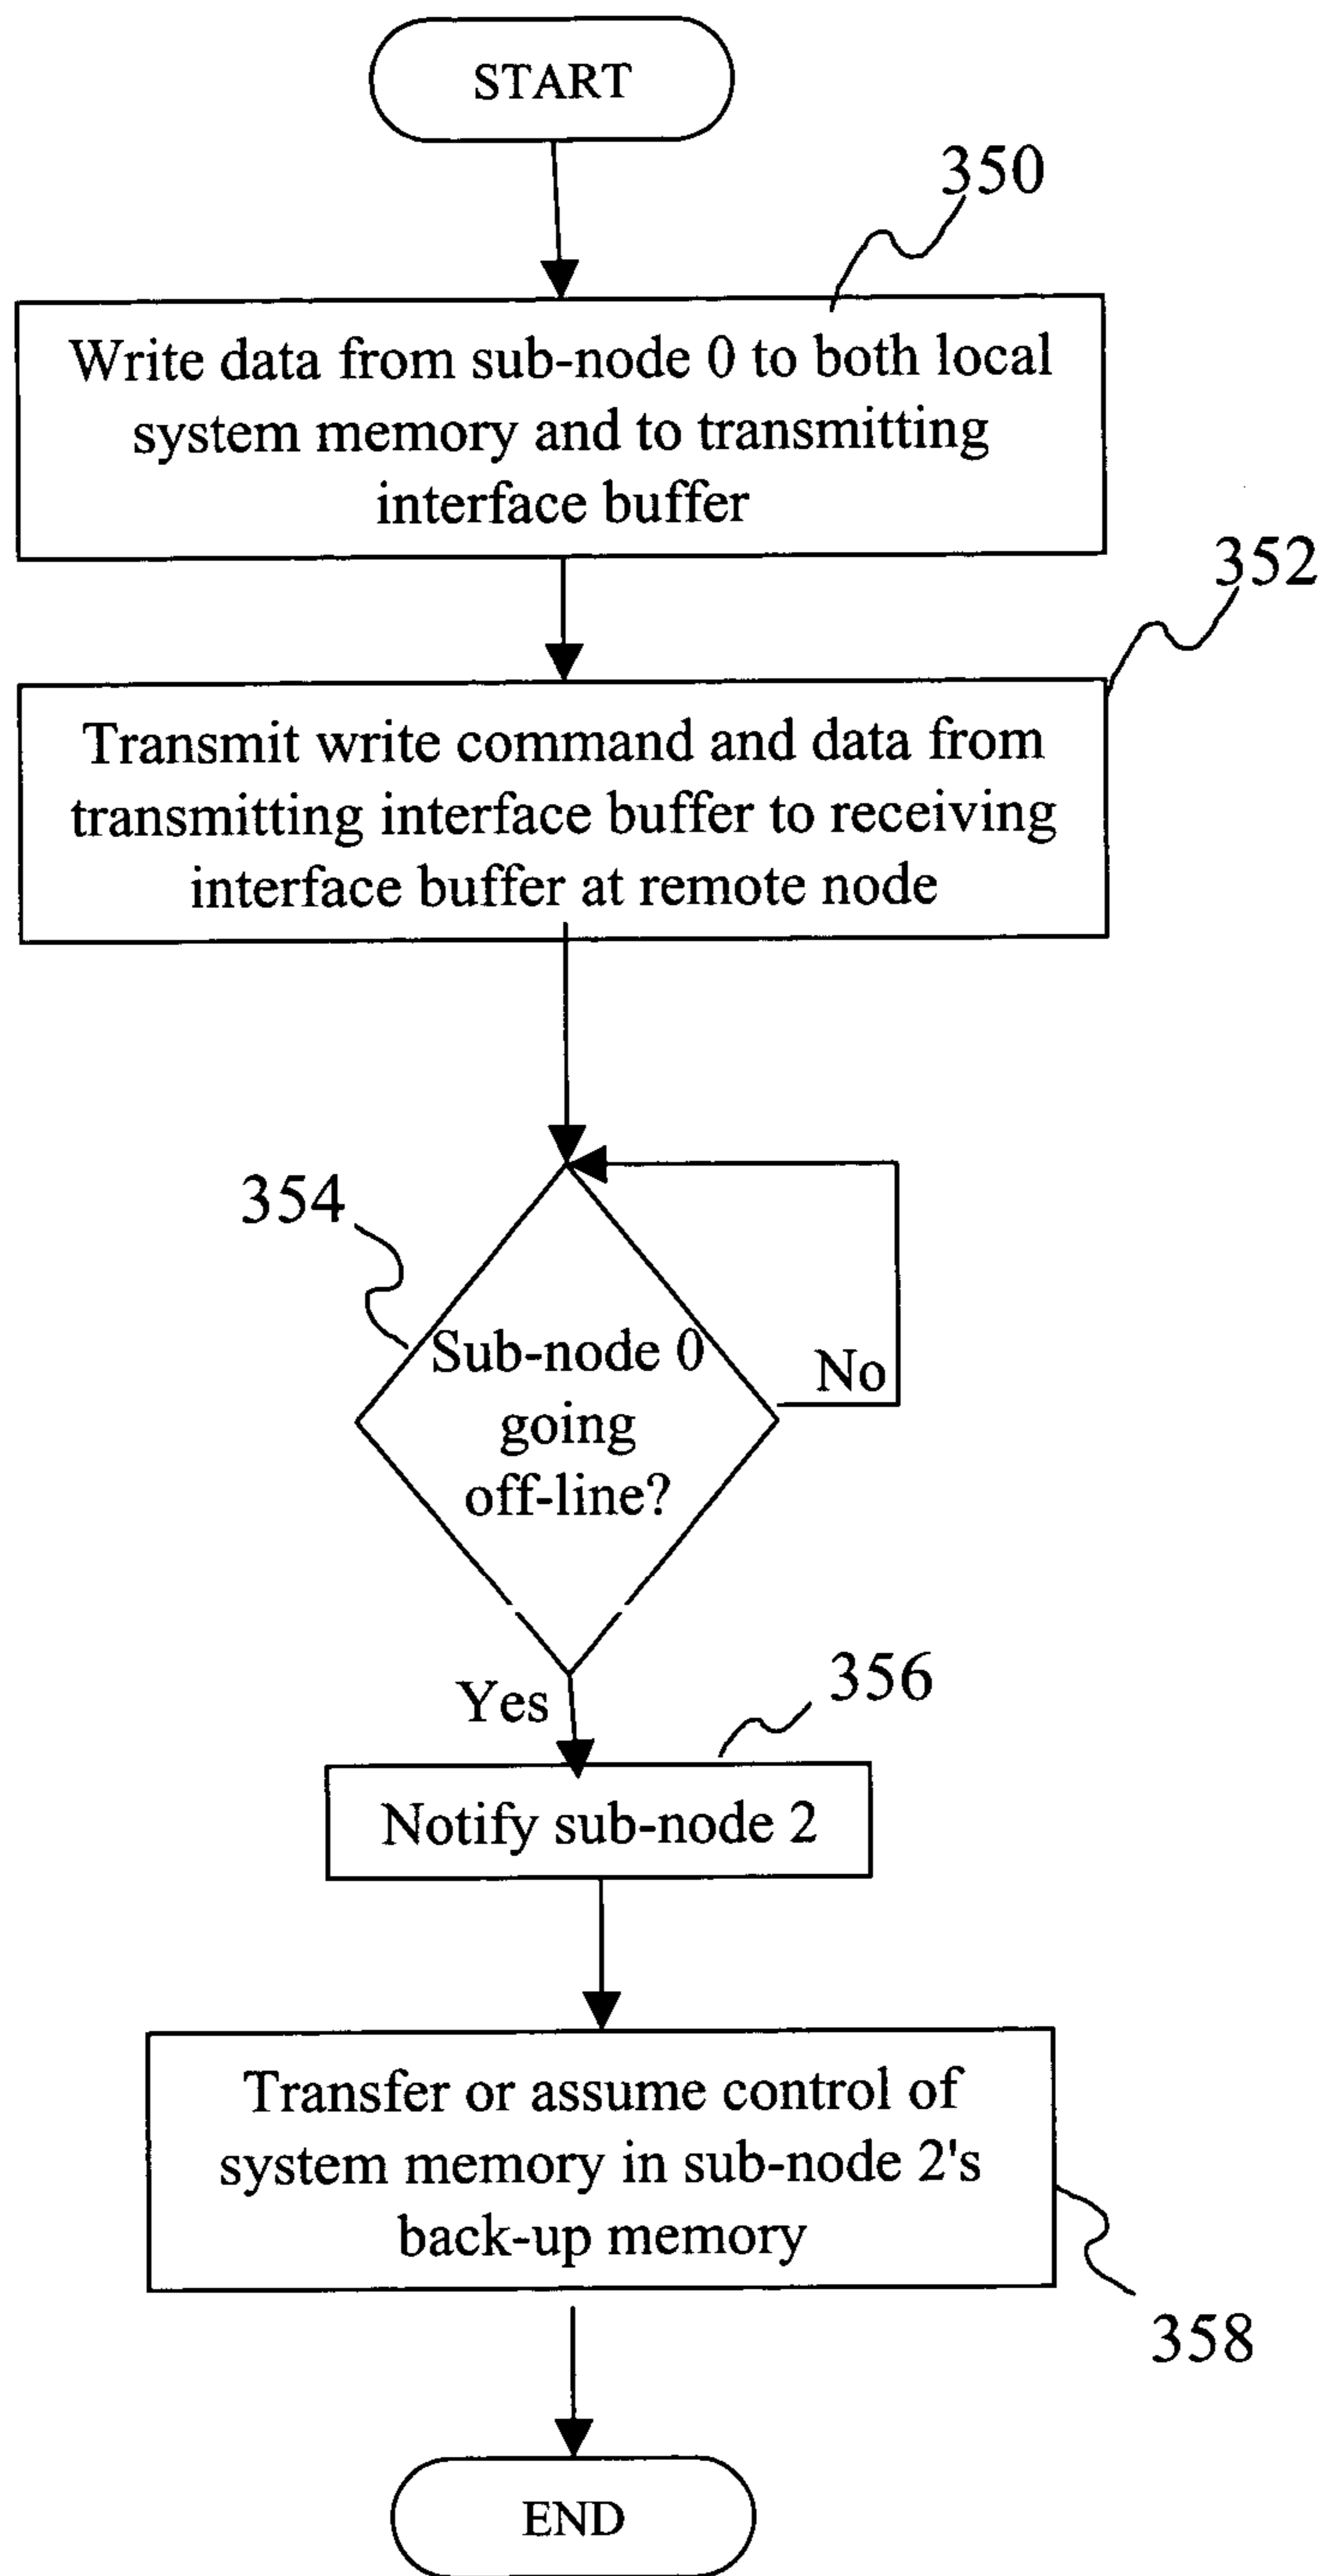 START
350
Write data from sub-node 0 to both local
system memory and to transmitting
interface buffer
352
Transmit write command and data from
transmitting interface buffer to receiving
interface buffer at remote node
354
Sub-node 0
going
off-line?
No
Yes
356
Notify sub-node 2
Transfer or assume control of
system memory in sub-node 2's
back-up memory
358
END